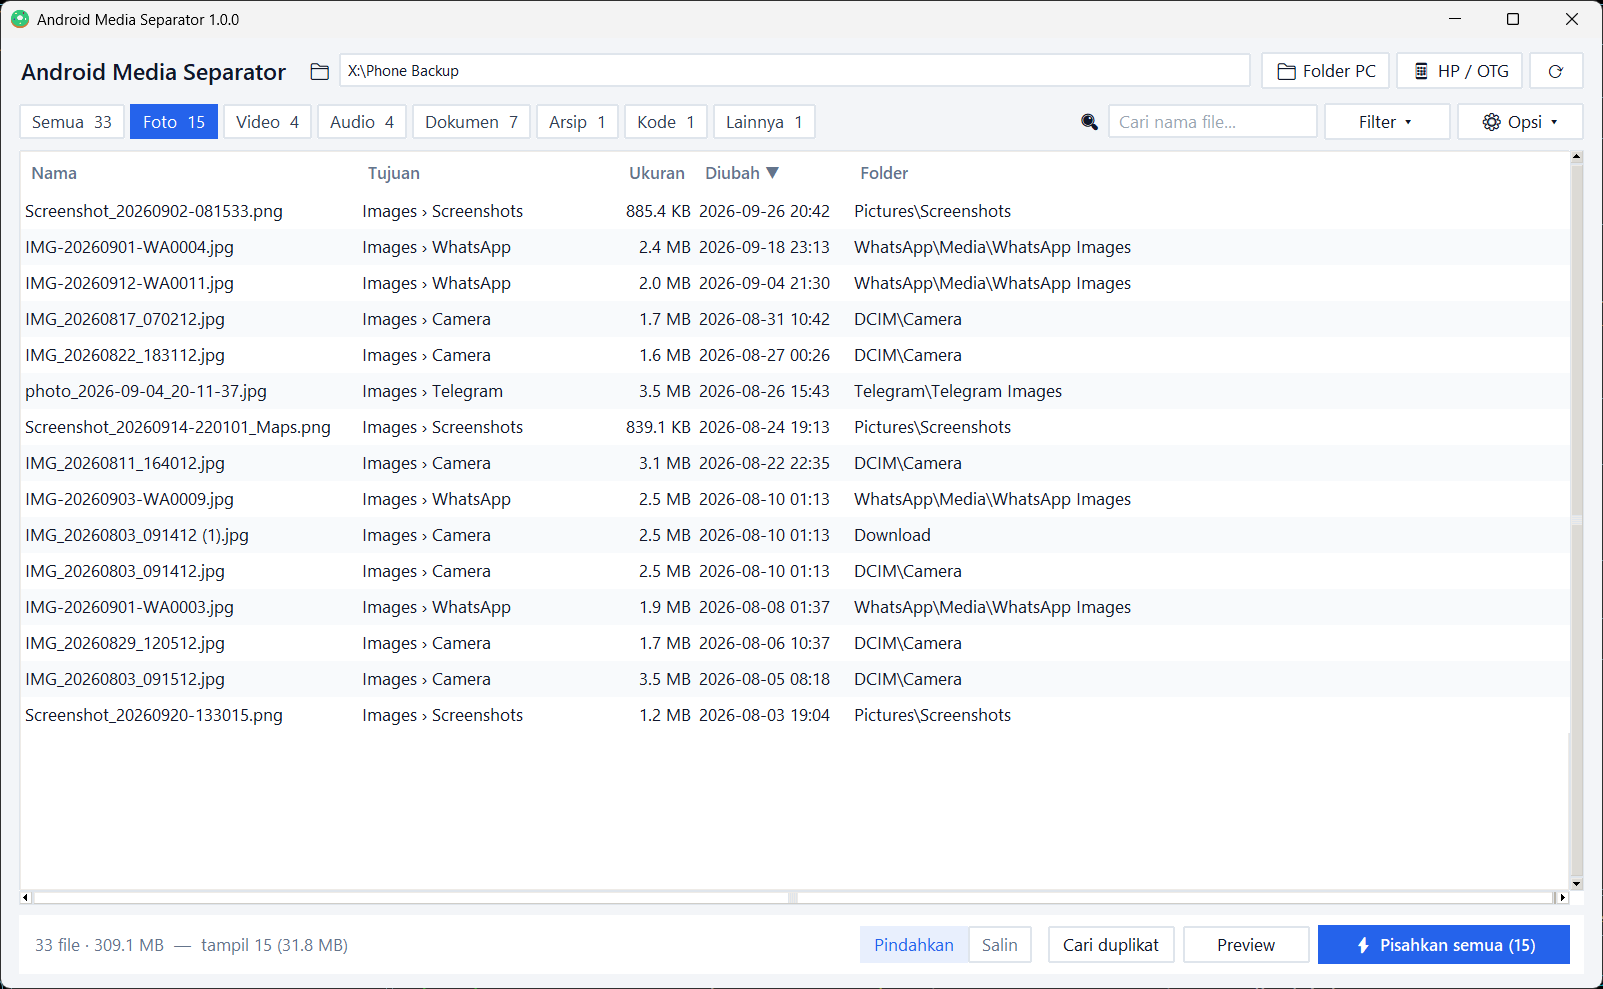 Android Media Separator 1.0.0
Android Media Separator
X:\Phone Backup
Folder PC
HP / OTG
Semua 33
Foto 15
Video 4
Audio 4
Dokumen 7
Arsip 1
Kode 1
Lainnya 1
Cari nama file...
Filter
Opsi
Nama Tujuan Ukuran Diubah ▼ Folder
Screenshot_20260902-081533.png Images › Screenshots 885.4 KB 2026-09-26 20:42 Pictures\Screenshots
IMG-20260901-WA0004.jpg Images › WhatsApp 2.4 MB 2026-09-18 23:13 WhatsApp\Media\WhatsApp Images
IMG-20260912-WA0011.jpg Images › WhatsApp 2.0 MB 2026-09-04 21:30 WhatsApp\Media\WhatsApp Images
IMG_20260817_070212.jpg Images › Camera 1.7 MB 2026-08-31 10:42 DCIM\Camera
IMG_20260822_183112.jpg Images › Camera 1.6 MB 2026-08-27 00:26 DCIM\Camera
photo_2026-09-04_20-11-37.jpg Images › Telegram 3.5 MB 2026-08-26 15:43 Telegram\Telegram Images
Screenshot_20260914-220101_Maps.png Images › Screenshots 839.1 KB 2026-08-24 19:13 Pictures\Screenshots
IMG_20260811_164012.jpg Images › Camera 3.1 MB 2026-08-22 22:35 DCIM\Camera
IMG-20260903-WA0009.jpg Images › WhatsApp 2.5 MB 2026-08-10 01:13 WhatsApp\Media\WhatsApp Images
IMG_20260803_091412 (1).jpg Images › Camera 2.5 MB 2026-08-10 01:13 Download
IMG_20260803_091412.jpg Images › Camera 2.5 MB 2026-08-10 01:13 DCIM\Camera
IMG-20260901-WA0003.jpg Images › WhatsApp 1.9 MB 2026-08-08 01:37 WhatsApp\Media\WhatsApp Images
IMG_20260829_120512.jpg Images › Camera 1.7 MB 2026-08-06 10:37 DCIM\Camera
IMG_20260803_091512.jpg Images › Camera 3.5 MB 2026-08-05 08:18 DCIM\Camera
Screenshot_20260920-133015.png Images › Screenshots 1.2 MB 2026-08-03 19:04 Pictures\Screenshots
33 file · 309.1 MB — tampil 15 (31.8 MB)
Pindahkan
Salin
Cari duplikat
Preview
Pisahkan semua (15)